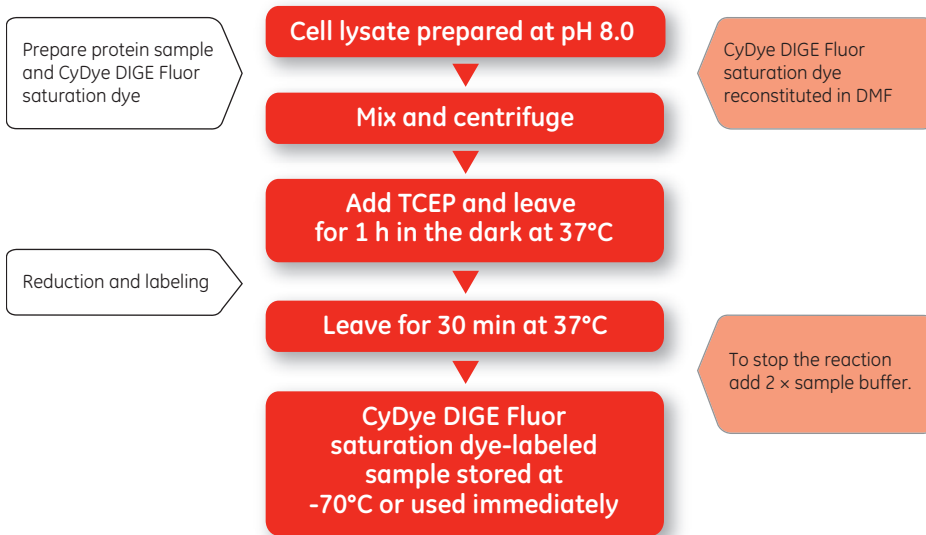 Cell lysate prepared at pH 8.0
Prepare protein sample
and CyDye DIGE Fluor
saturation dye
CyDye DIGE Fluor
saturation dye
reconstituted in DMF
Mix and centrifuge
Add TCEP and leave
for 1 h in the dark at 37°C
Reduction and labeling
Leave for 30 min at 37°C
To stop the reaction
add 2 × sample buffer.
CyDye DIGE Fluor
saturation dye-labeled
sample stored at
-70°C or used immediately